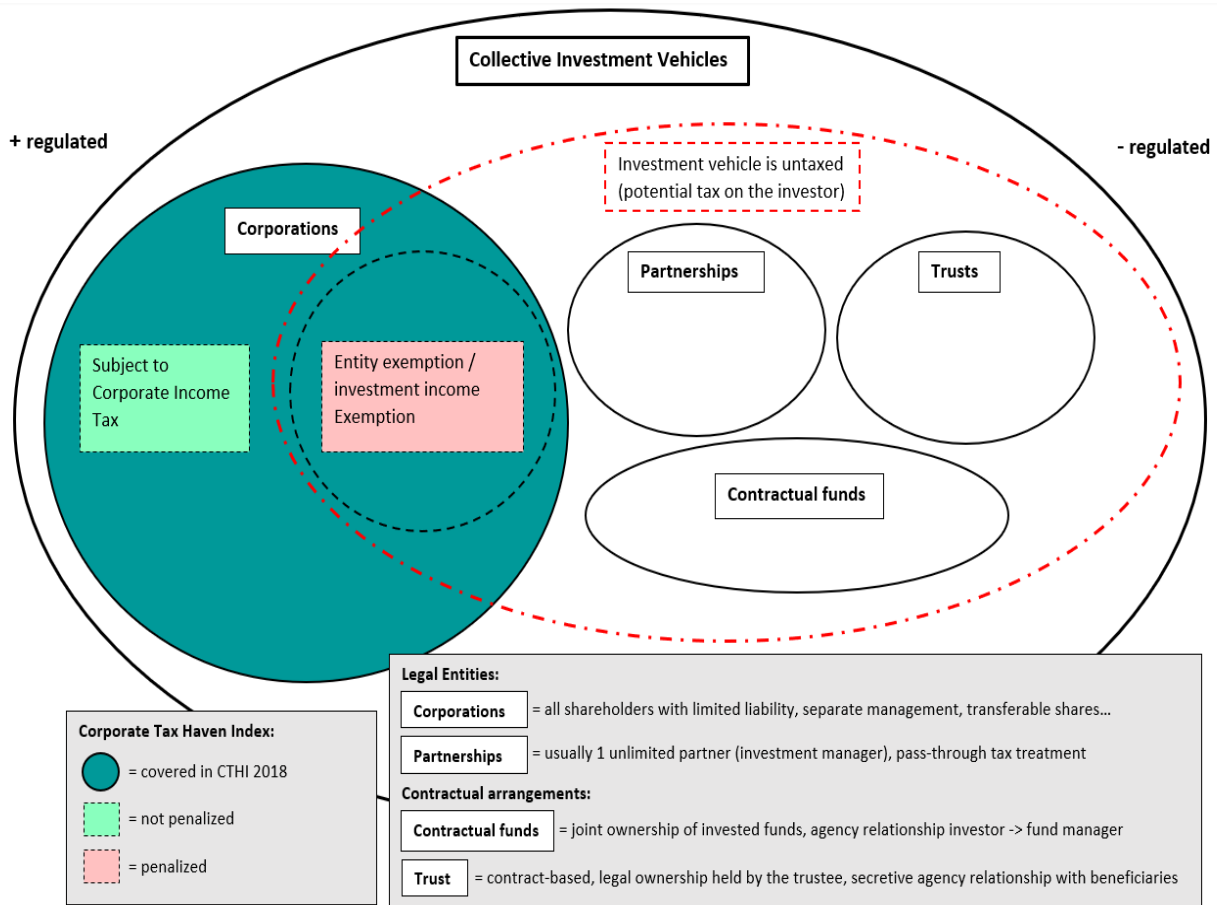 Collective Investment Vehicles
+ regulated
- regulated
Investment vehicle is untaxed
(potential tax on the investor)
Corporations
Partnerships
Trusts
Subject to
Corporate Income
Tax
Entity exemption /
investment income
Exemption
Contractual funds
Legal Entities:
Corporations = all shareholders with limited liability, separate management, transferable shares…
Partnerships = usually 1 unlimited partner (investment manager), pass-through tax treatment
Contractual arrangements:
Contractual funds = joint ownership of invested funds, agency relationship investor -> fund manager
Trust = contract-based, legal ownership held by the trustee, secretive agency relationship with beneficiaries
Corporate Tax Haven Index:
= covered in CTHI 2018
= not penalized
= penalized